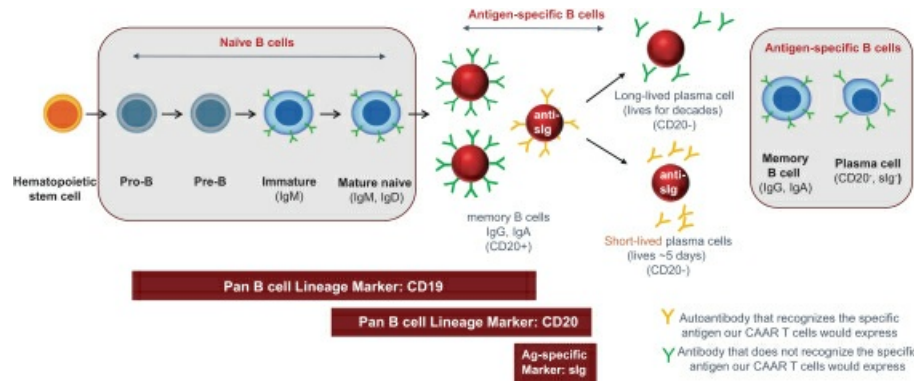 Naïve B cells
Antigen-specific B cells
Antigen-specific B cells
Hematopoietic
stem cell
Pro-B
Pre-B
Immature
(IgM)
Mature naive
(IgM, IgD)
memory B cells
IgG, IgA
(CD20+)
anti-
sIg
Long-lived plasma cell
(lives for decades)
(CD20-)
anti-
sIg
Short-lived plasma cells
(lives ~5 days)
(CD20-)
Memory
B cell
(IgG, IgA)
Plasma cell
(CD20-, sIg-)
Pan B cell Lineage Marker: CD19
Pan B cell Lineage Marker: CD20
Ag-specific
Marker: sIg
Autoantibody that recognizes the specific
antigen our CAAR T cells would express
Antibody that does not recognize the specific
antigen our CAAR T cells would express